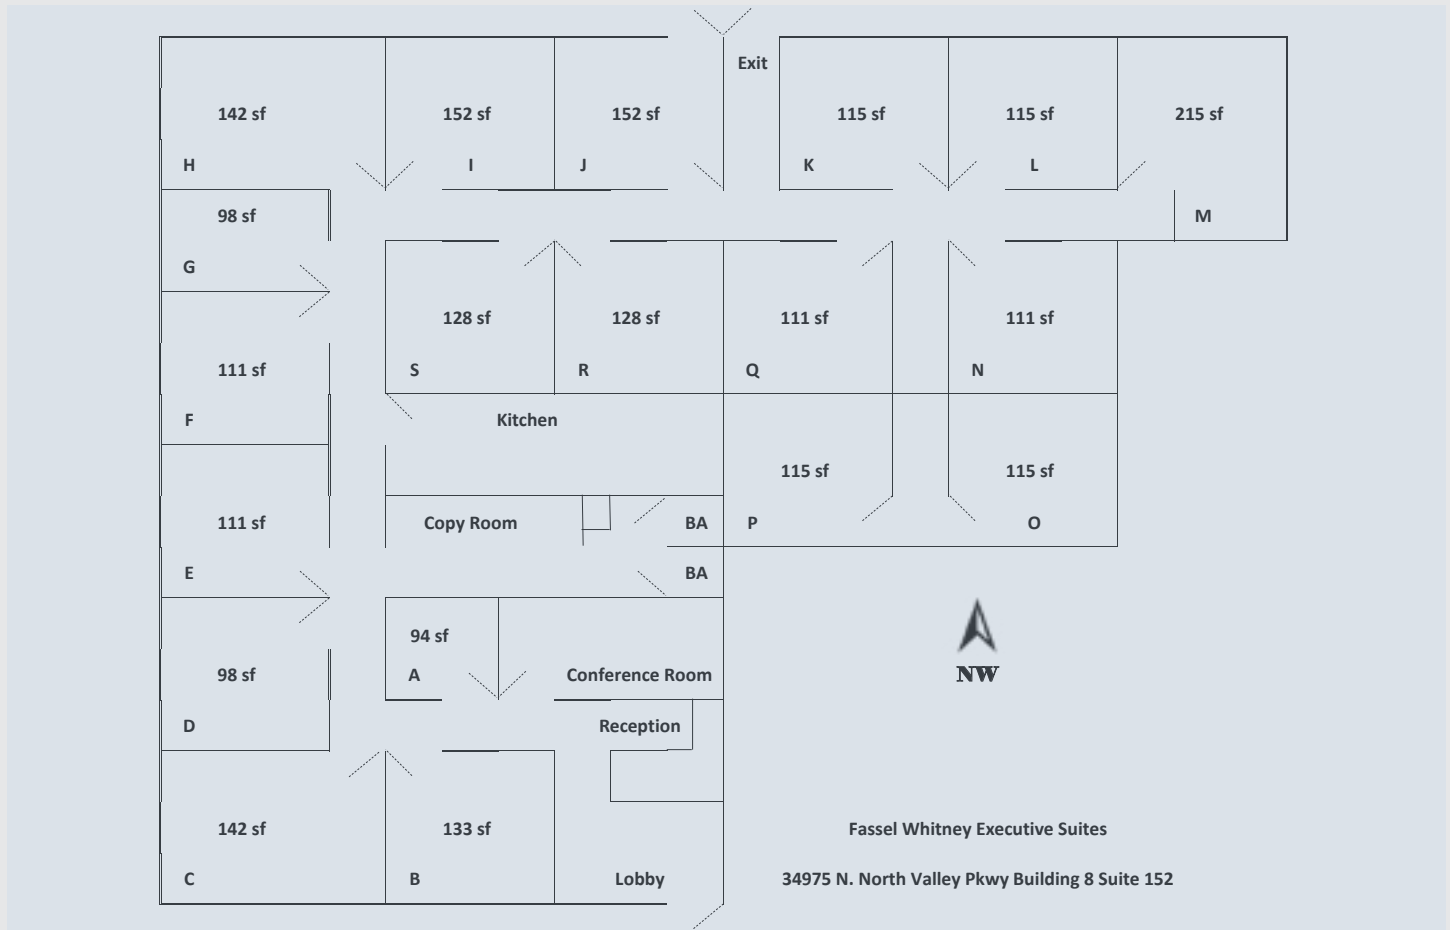 Exit
142 sf
152 sf
152 sf
115 sf
115 sf
215 sf
H
I
J
K
L
98 sf
M
G
128 sf
128 sf
111 sf
111 sf
111 sf
S
R
Q
N
F
Kitchen
115 sf
115 sf
111 sf
Copy Room
BA
P
O
E
BA
94 sf
98 sf
A
Conference Room
NW
D
Reception
142 sf
133 sf
Fassel Whitney Executive Suites
C
B
Lobby
34975 N. North Valley Pkwy Building 8 Suite 152